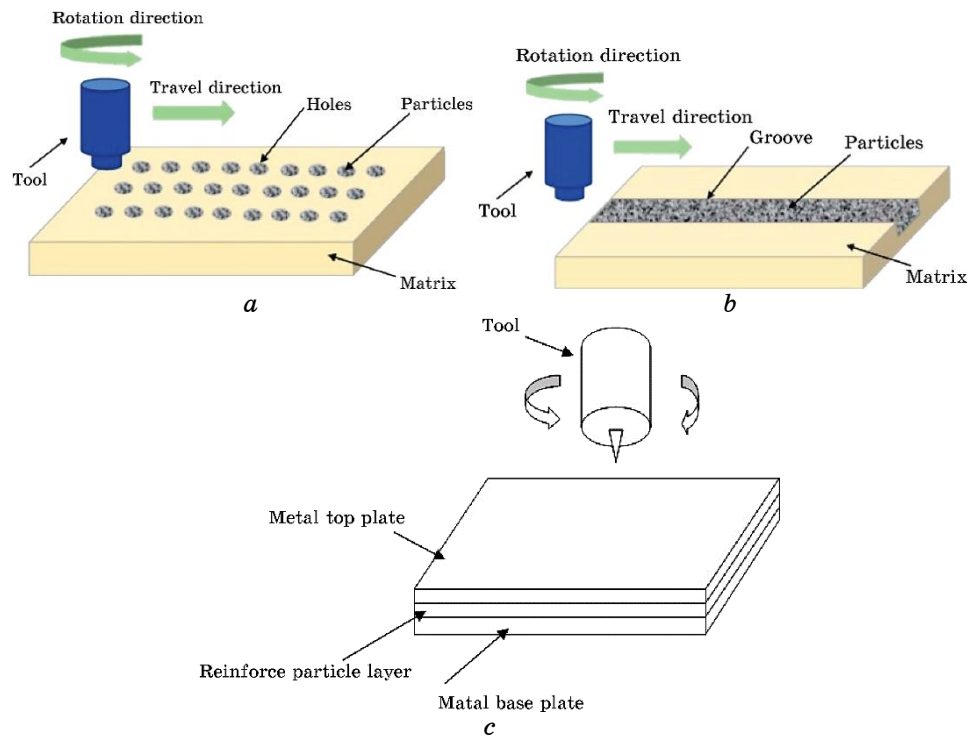 Rotation direction
Travel direction
Holes
Particles
Tool
Matrix
a
Rotation direction
Travel direction
Groove
Particles
Tool
Matrix
b
Tool
Metal top plate
Reinforce particle layer
Matal base plate
c